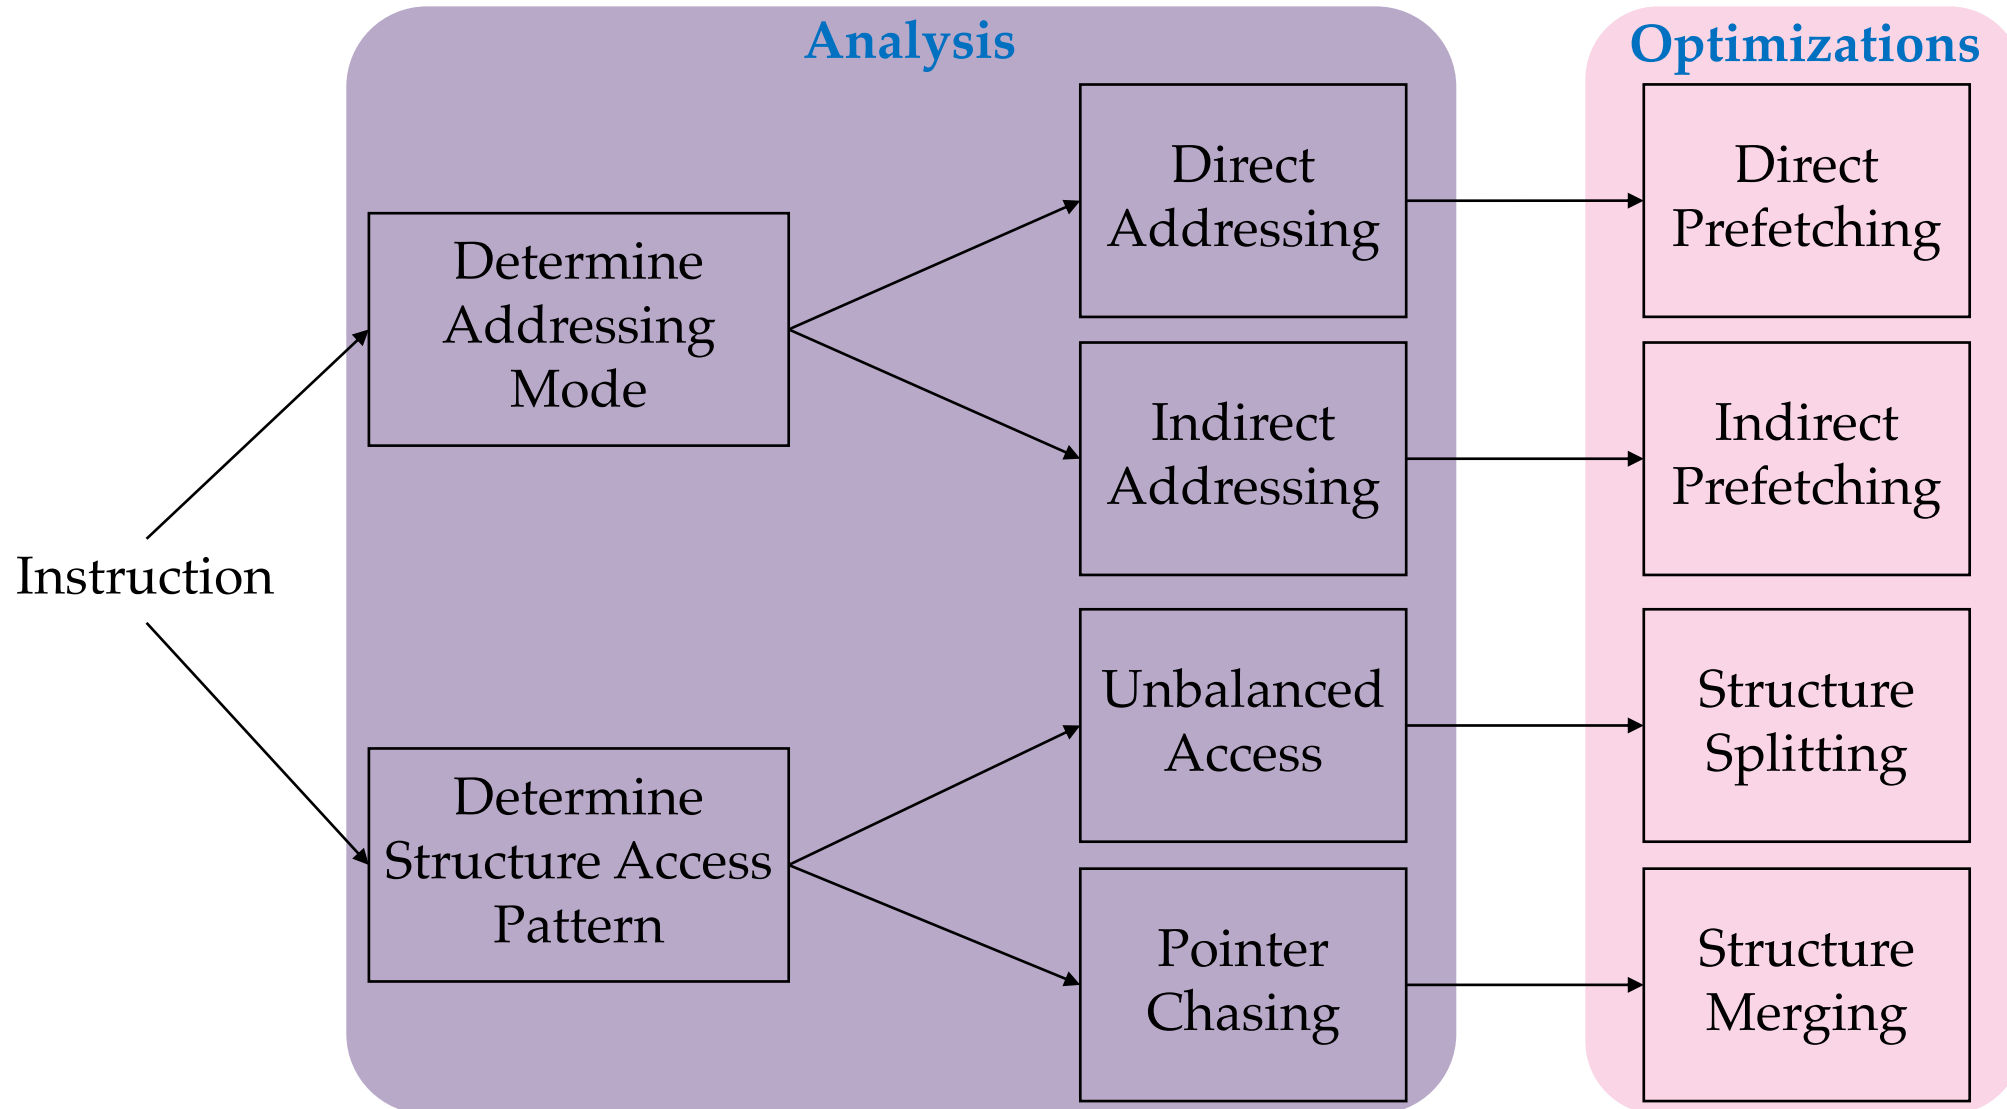 Analysis
Optimizations
Instruction
Determine
Addressing
Mode
Determine
Structure Access
Pattern
Direct
Addressing
Indirect
Addressing
Unbalanced
Access
Pointer
Chasing
Direct
Prefetching
Indirect
Prefetching
Structure
Splitting
Structure
Merging